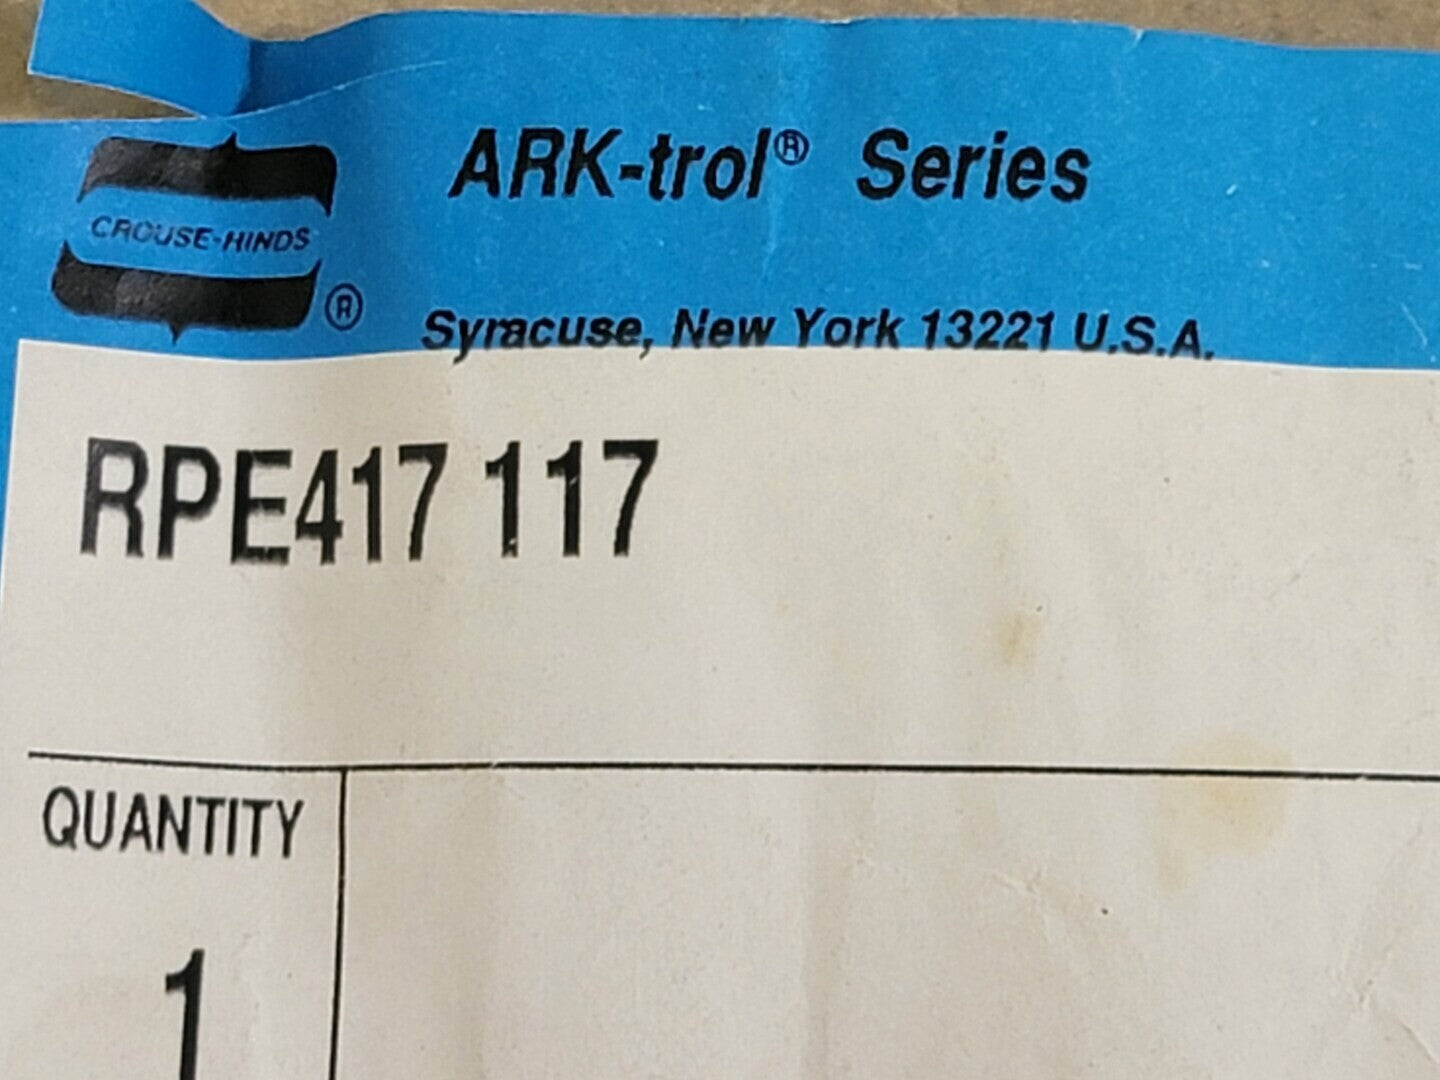 ARK-trol® Series
CROUSE-HINDS
®
Syracuse, New York 13221 U.S.A.
RPE417 117
QUANTITY
1